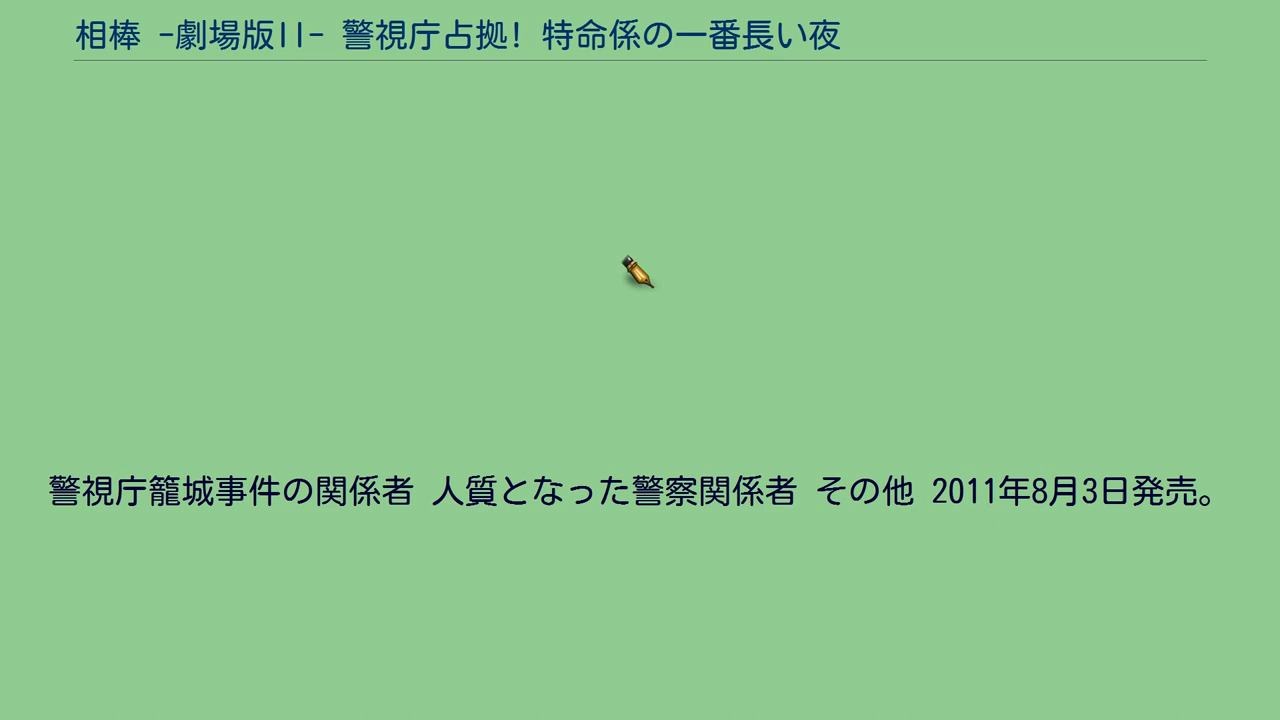 相棒 -劇場版II- 警視庁占拠! 特命係の一番長い夜
警視庁籠城事件の関係者 人質となった警察関係者 その他 2011年8月3日発売。